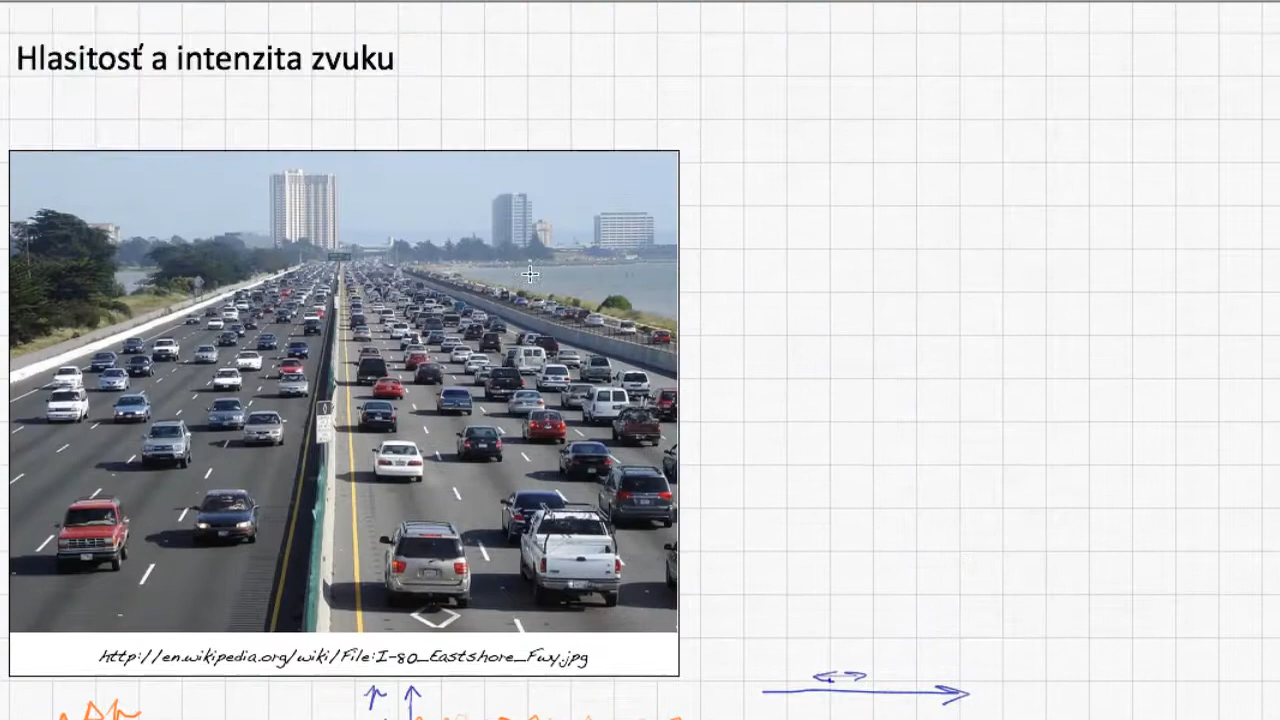 Hlasitosť a intenzita zvuku
http://en.wikipedia.org/wiki/File:I-80_Eastshore_Fwy.jpg